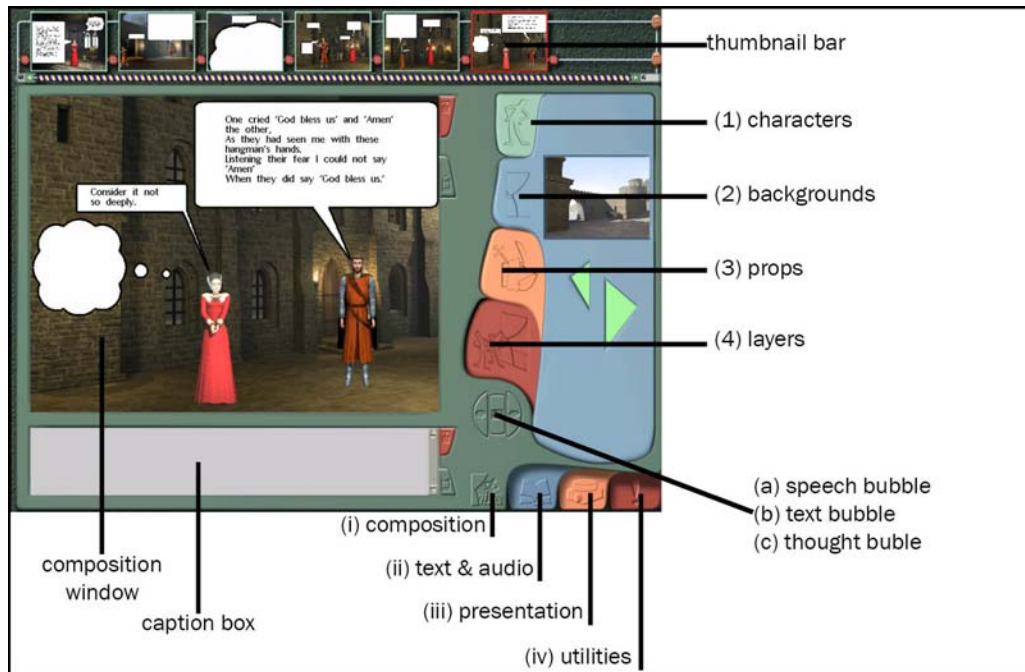 thumbnail bar
One cried 'God bless us' and 'Amen'
the other,
As they had seen me with these
hangman's hands.
Listening their fear I could not say
'Amen'
When they did say 'God bless us.'
Consider it not
so deeply.
(1) characters
(2) backgrounds
(3) props
(4) layers
(a) speech bubble
(b) text bubble
(c) thought buble
(i) composition
(ii) text & audio
(iii) presentation
(iv) utilities
composition
window
caption box